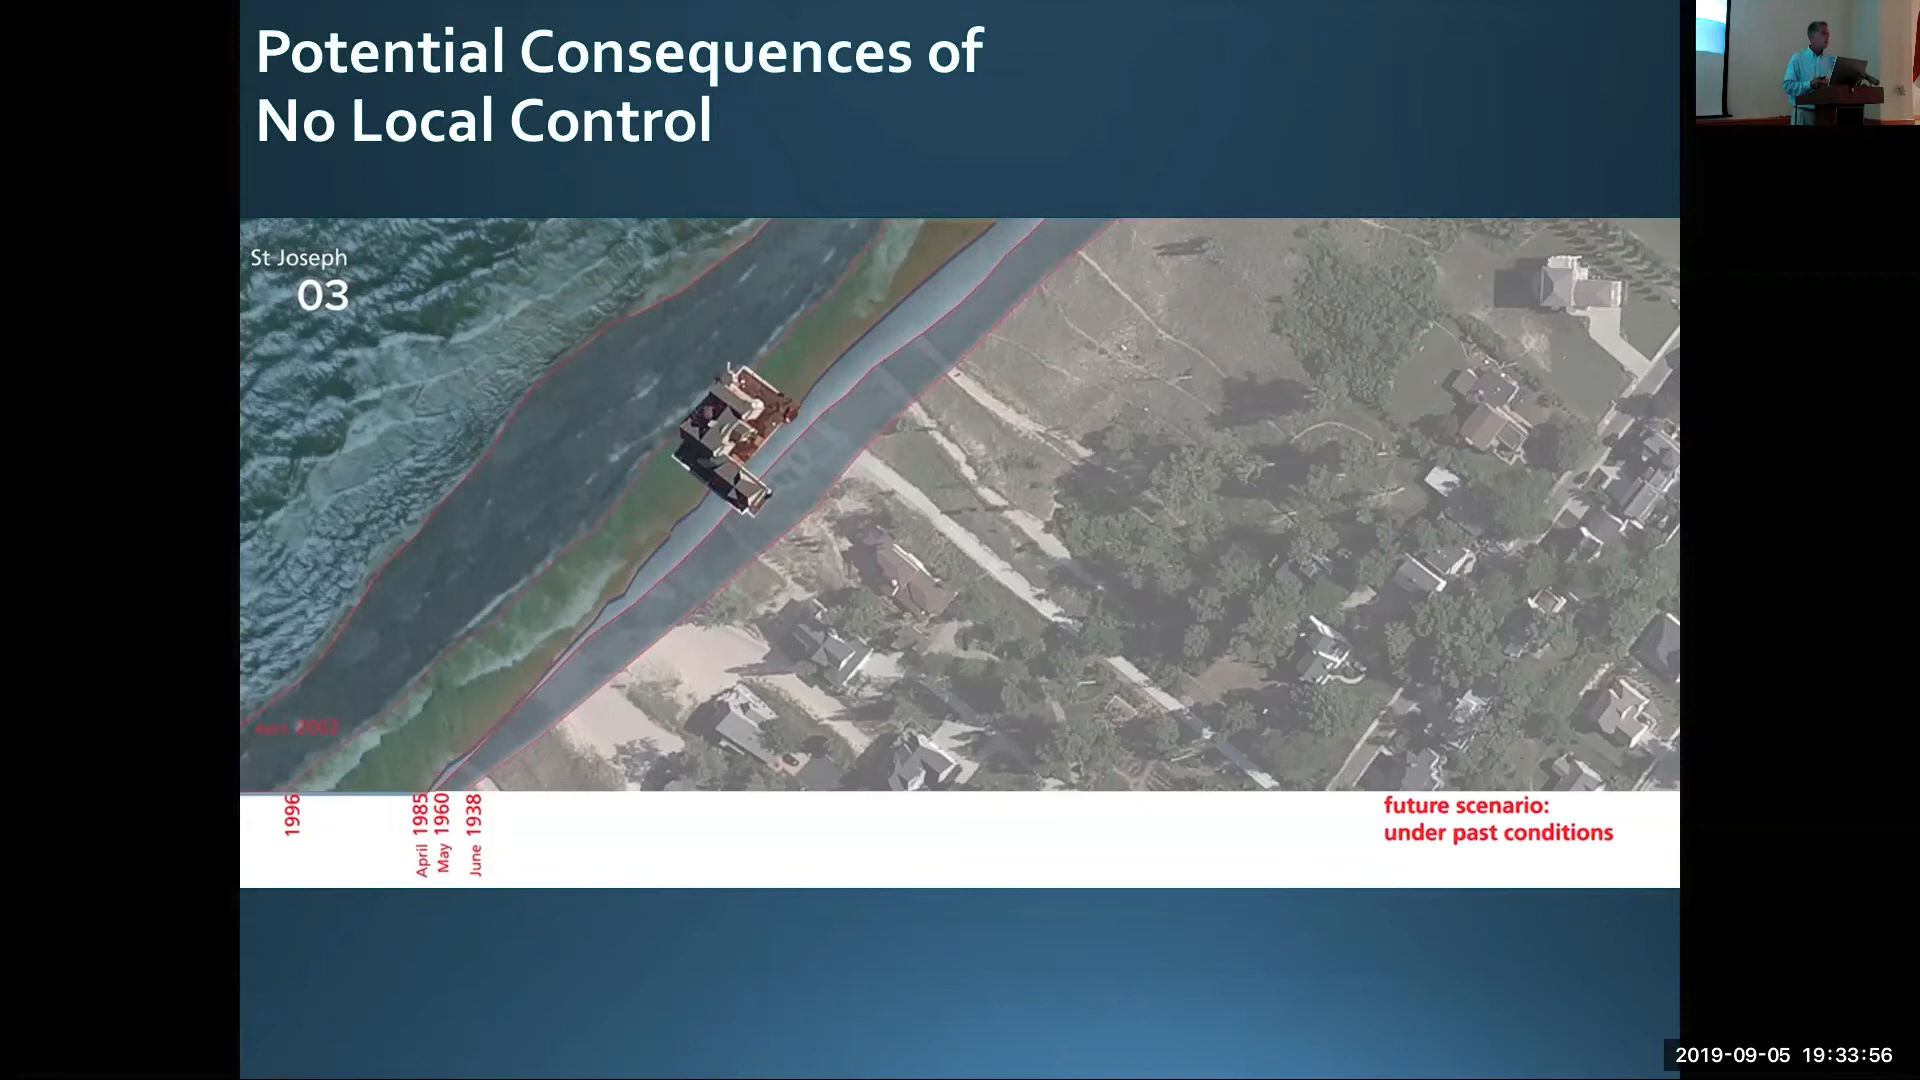 Potential Consequences of
No Local Control
St Joseph
03
2002
1996
April 1985
May 1960
June 1938
future scenario:
under past conditions
2019-09-05 19:33:56